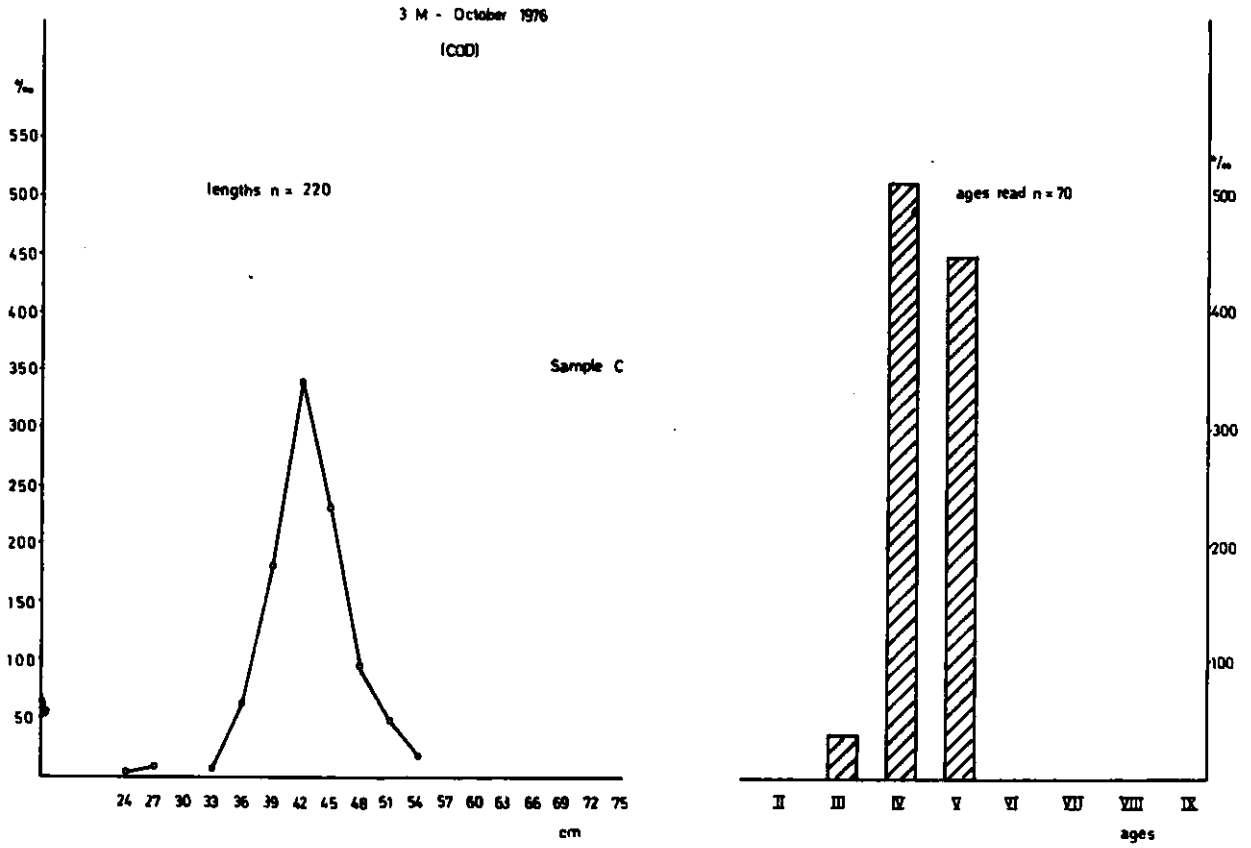 3 M - October 1976
(COD)
‰
550
500
450
400
350
300
250
200
150
100
50
lengths n = 220
24 27 30 33 36 39 42 45 48 51 54 57 60 63 66 69 72 75
cm
Sample C
‰
500
400
300
200
100
ages read n = 70
II III IV V VI VII VIII IX
ages